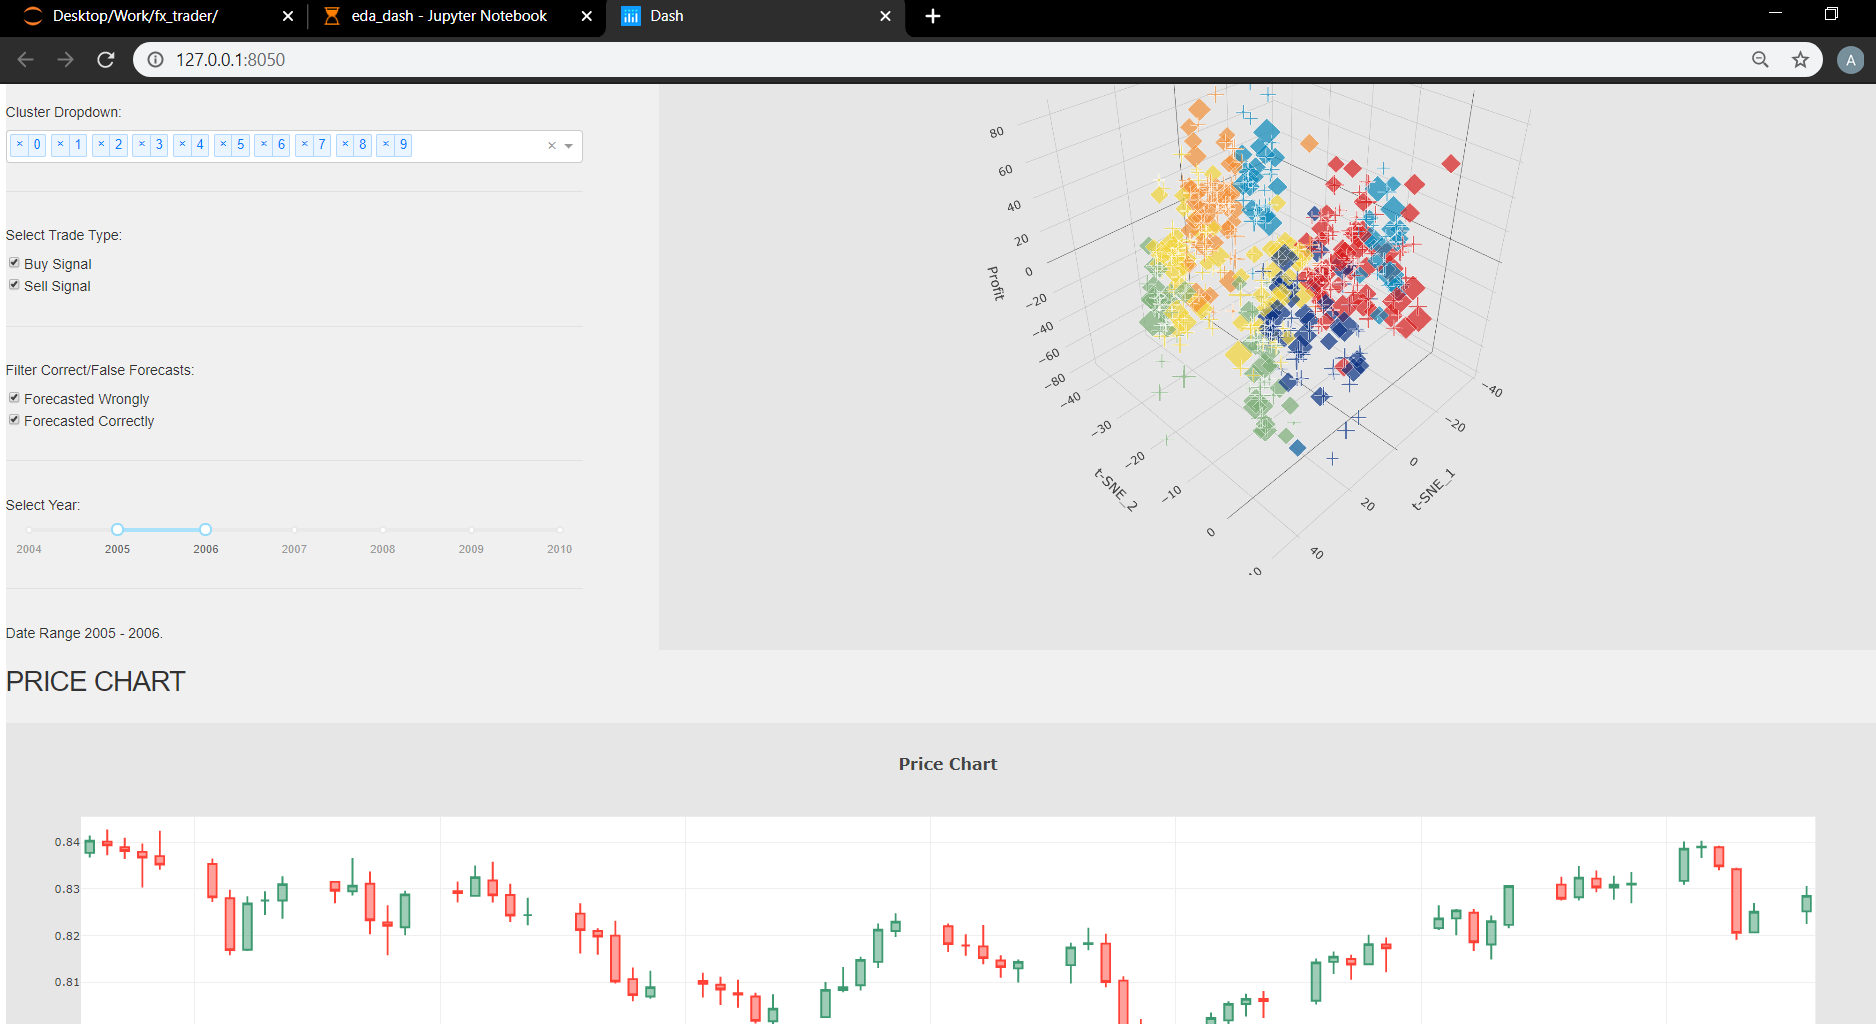 Desktop/Work/fx_trader/
eda_dash - Jupyter Notebook
Dash
127.0.0.1:8050
A
Cluster Dropdown:
× 0 × 1 × 2 × 3 × 4 × 5 × 6 × 7 × 8 × 9
Select Trade Type:
Buy Signal
Sell Signal
Filter Correct/False Forecasts:
Forecasted Wrongly
Forecasted Correctly
Select Year:
2004 2005 2006 2007 2008 2009 2010
Date Range 2005 - 2006.
80
60
40
20
0
−20
−40
−60
−80
Profit
−40
−30
−20
−10
0
t-SNE_2
−40
−20
0
20
40
t-SNE_1
PRICE CHART
Price Chart
0.84
0.83
0.82
0.81